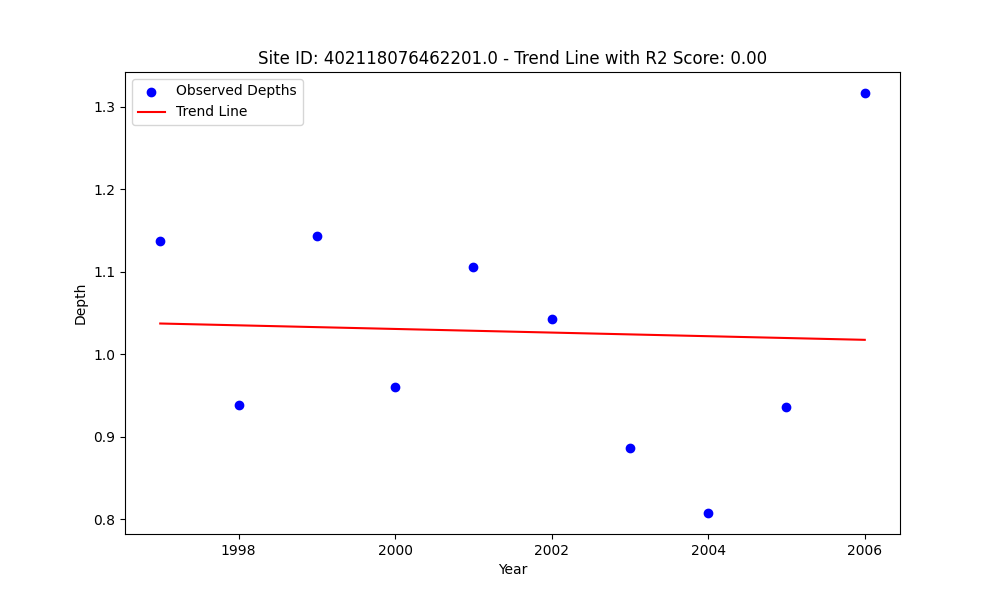 Site ID: 402118076462201.0 - Trend Line with R2 Score: 0.00
Observed Depths
Trend Line
1.3
1.2
1.1
1.0
0.9
0.8
Depth
1998
2000
2002
2004
2006
Year